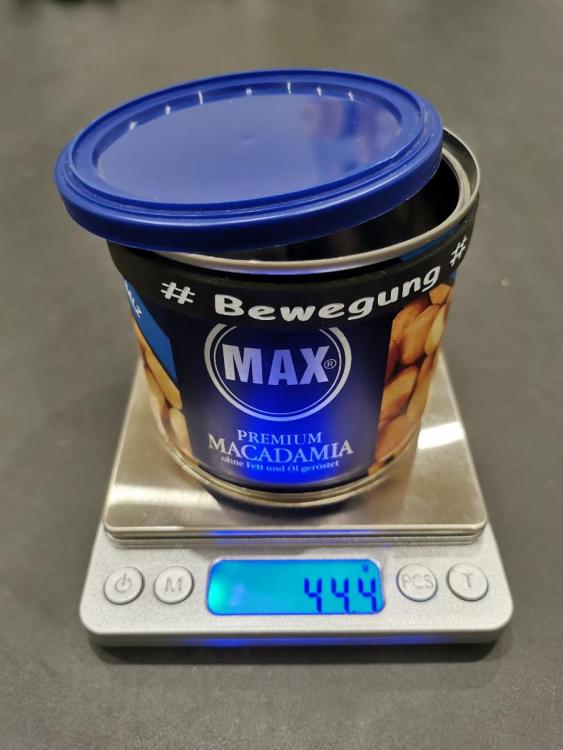 # Bewegung #
MAX®
PREMIUM
MACADAMIA
ohne Fett und Öl geröstet
g
44.4
M
PCS
T